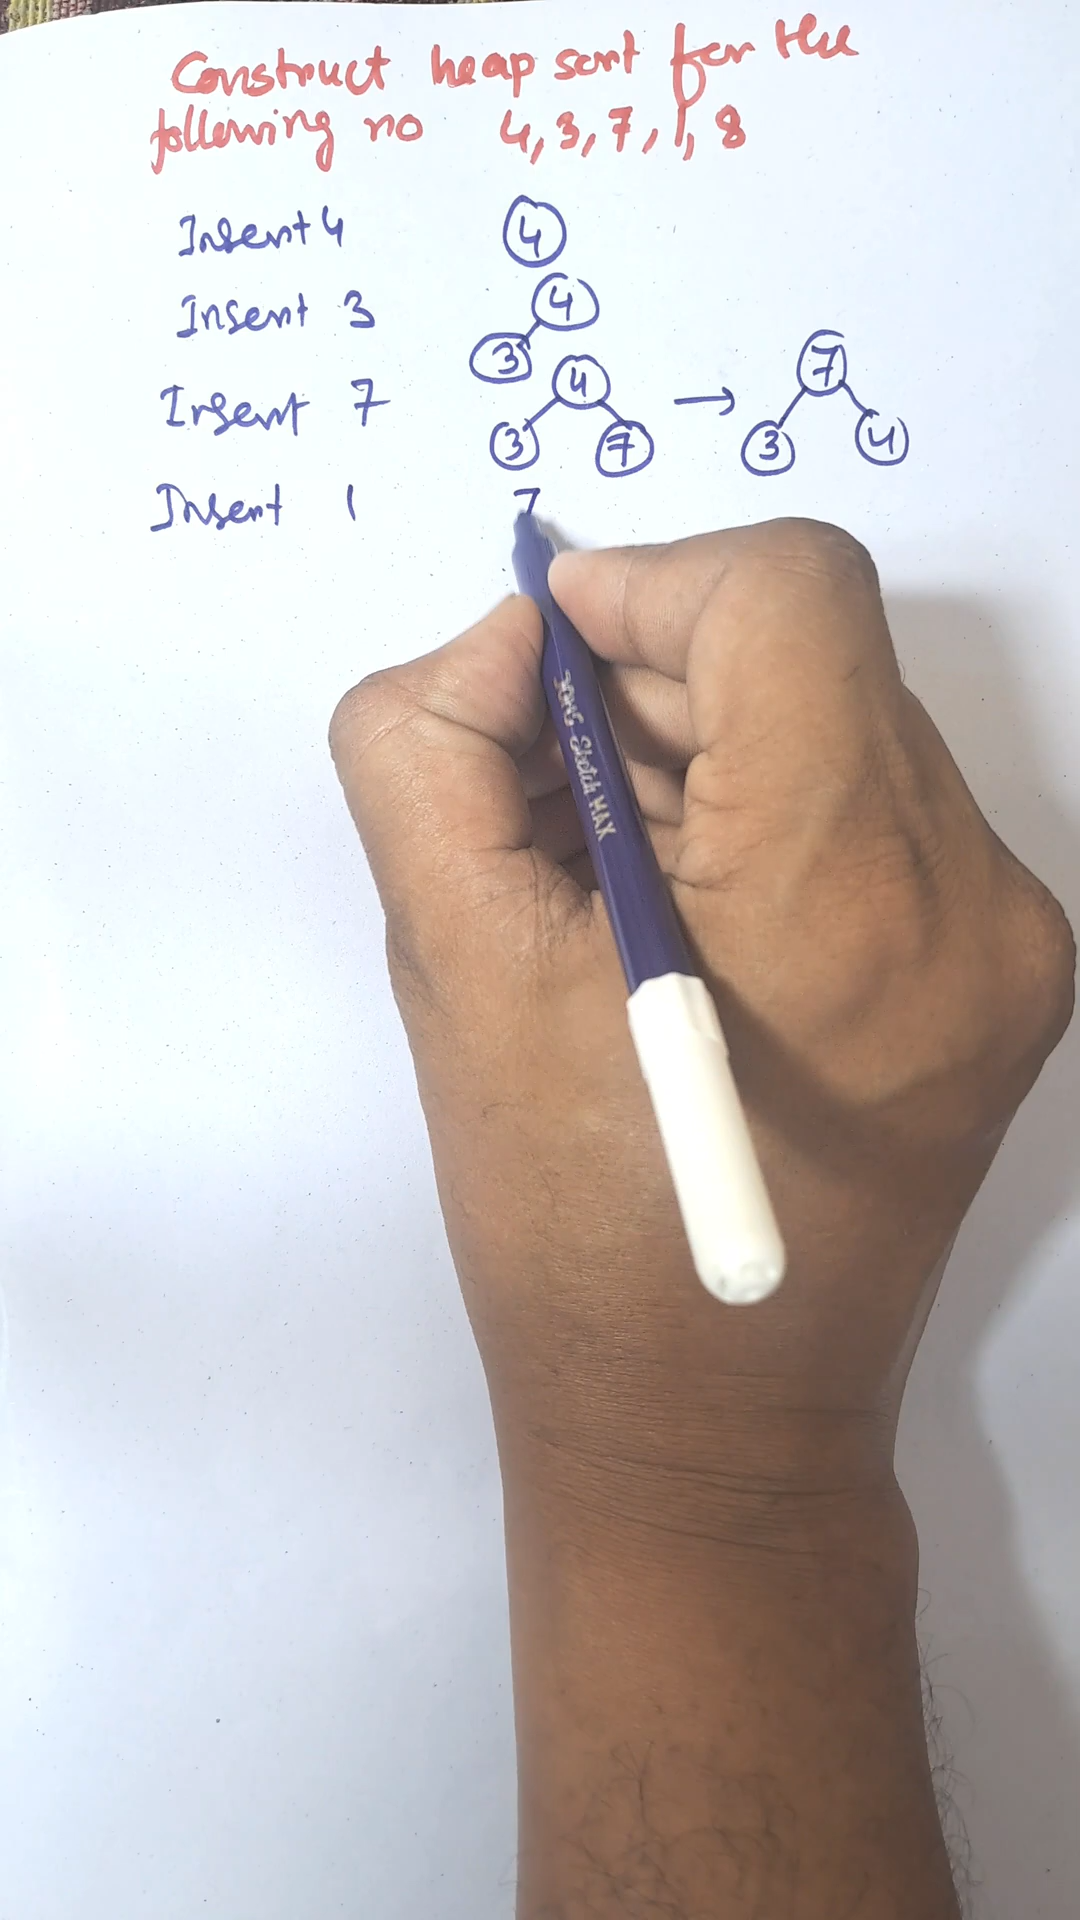 Construct heap sort for the
following no 4, 3, 7, 1, 8
Insert 4
4
Insert 3
4
3
Insert 7
4
3 7
→
7
3 4
Insert 1
7
DOMS Sketch MAX